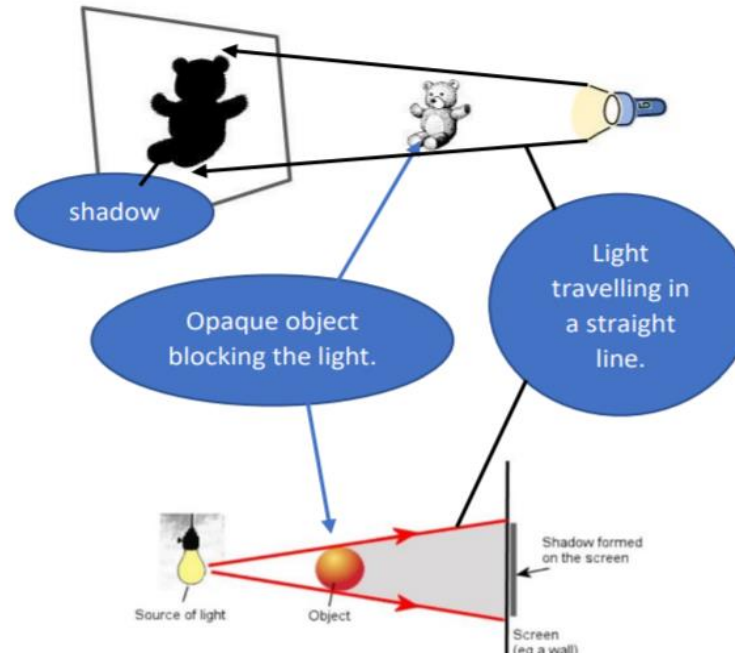 shadow
Light
travelling in
a straight
line.
Opaque object
blocking the light.
Shadow formed
on the screen
Source of light
Object
Screen
(eg a wall)